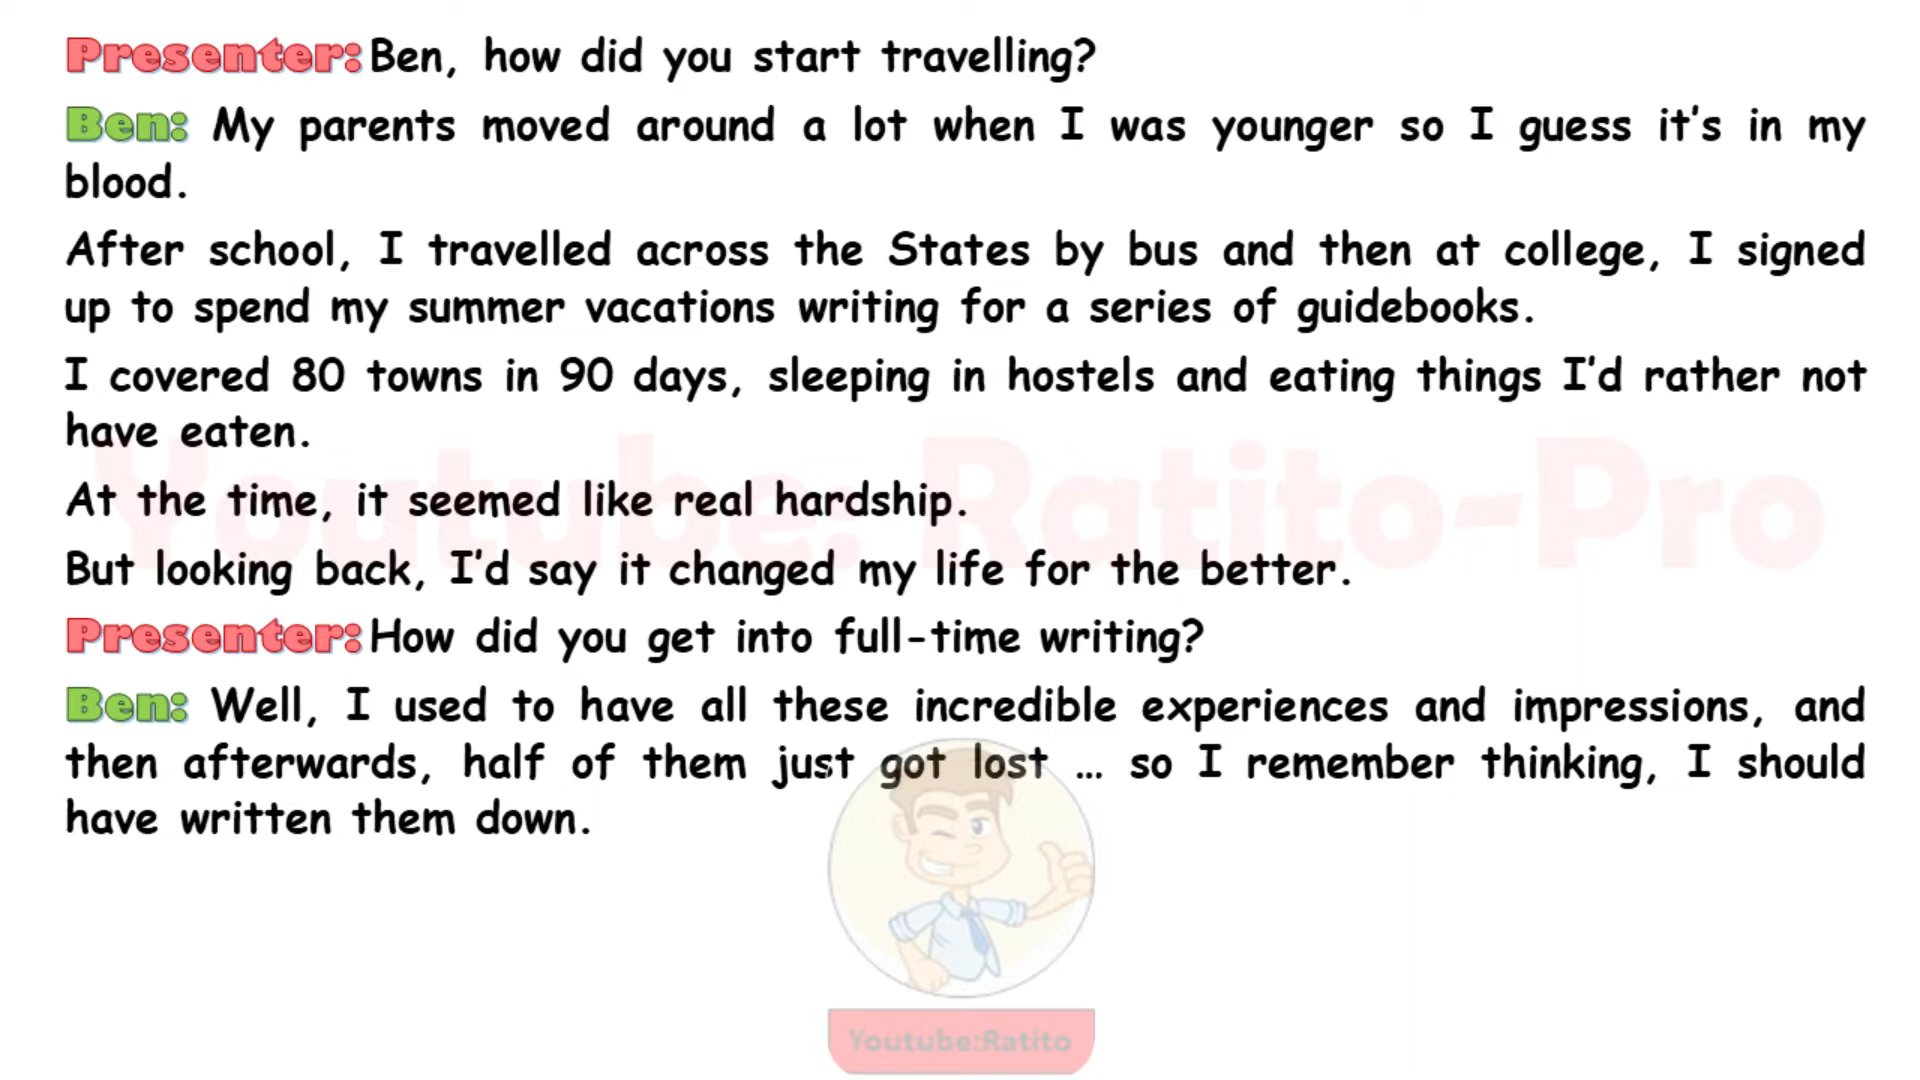 Presenter: Ben, how did you start travelling?
Ben: My parents moved around a lot when I was younger so I guess it's in my
blood.
After school, I travelled across the States by bus and then at college, I signed
up to spend my summer vacations writing for a series of guidebooks.
I covered 80 towns in 90 days, sleeping in hostels and eating things I'd rather not
have eaten.
Youtube: Ratito-Pro
At the time, it seemed like real hardship.
But looking back, I'd say it changed my life for the better.
Presenter: How did you get into full-time writing?
Ben: Well, I used to have all these incredible experiences and impressions, and
then afterwards, half of them just got lost ... so I remember thinking, I should
have written them down.
Youtube:Ratito